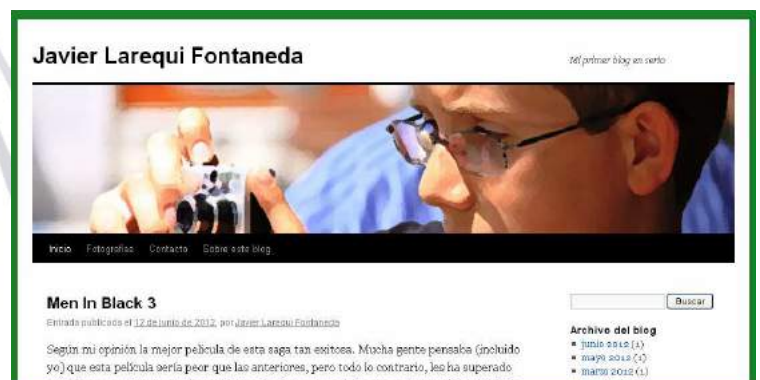 Javier Larequi Fontaneda
Mi primer blog en serio
Inicio Fotografías Contacto Sobre este blog
Men In Black 3
Entrada publicada el 12 de junio de 2012, por Javier Larequi Fontaneda
Según mi opinión la mejor película de esta saga tan exitosa. Mucha gente pensaba (incluido
yo) que esta película sería peor que las anteriores, pero todo lo contrario, les ha superado
Buscar
Archivo del blog
junio 2012 (1)
mayo 2012 (1)
marzo 2012 (1)